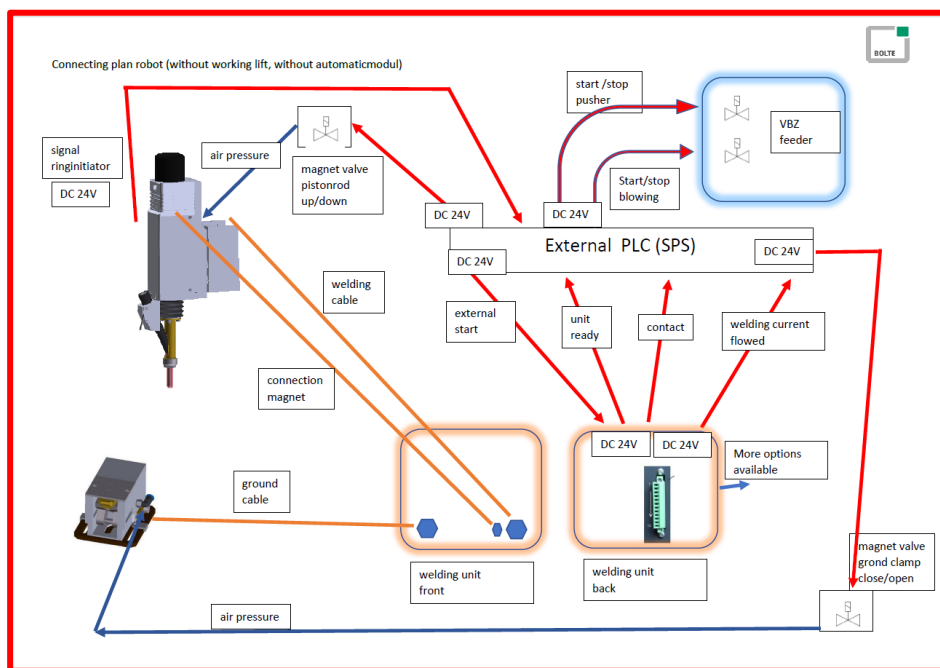 BOLTE
Connecting plan robot (without working lift, without automaticmodul)
start /stop
pusher
VBZ
feeder
signal
ringinitiator
DC 24V
air pressure
magnet valve
pistonrod
up/down
Start/stop
blowing
DC 24V
DC 24V
External PLC (SPS)
DC 24V
DC 24V
welding
cable
external
start
unit
ready
contact
welding current
flowed
connection
magnet
DC 24V
DC 24V
More options
available
ground
cable
welding unit
front
welding unit
back
magnet valve
grond clamp
close/open
air pressure